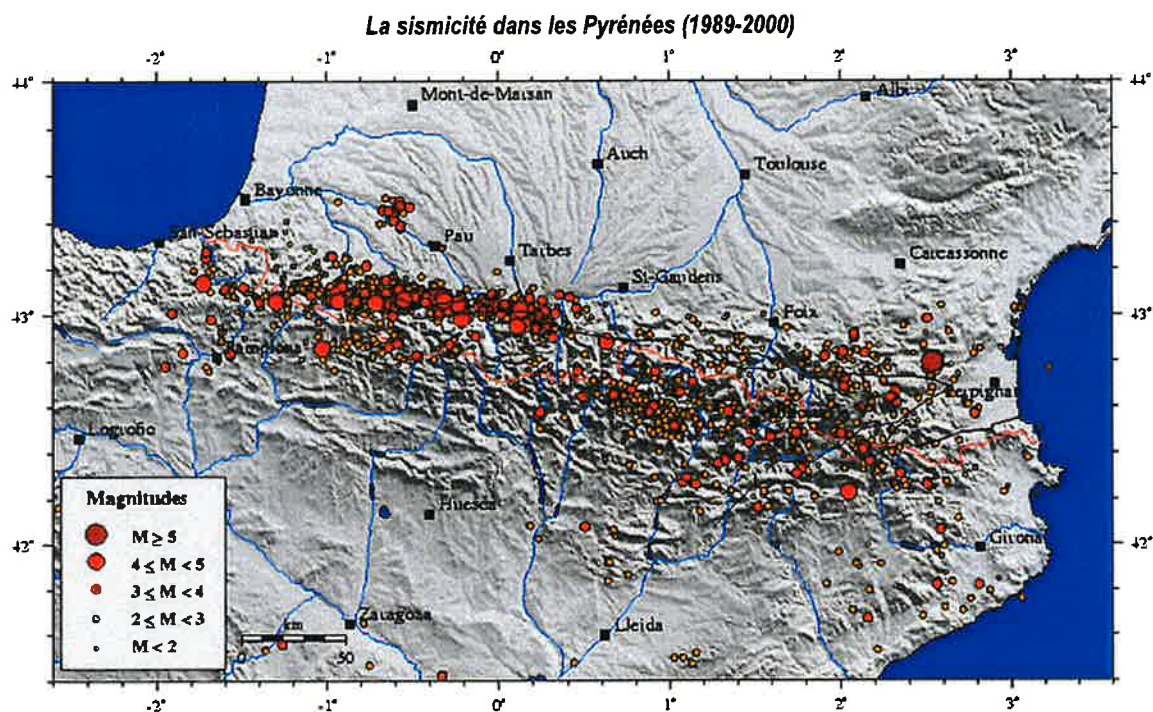 La sismicité dans les Pyrénées (1989-2000)
-2° -1° 0° 1° 2° 3°
44° 44°
Mont-de-Marsan
Albi
Auch
Toulouse
Bayonne
San-Sebastian
Pau
Tarbes
Carcassonne
St-Gaudens
43° Foix 43°
Logroño
Huesca
42° Girona 42°
Zaragoza
Lleida
Magnitudes
M ≥ 5
4 ≤ M < 5
3 ≤ M < 4
2 ≤ M < 3
M < 2
km
0 50
-2° -1° 0° 1° 2° 3°